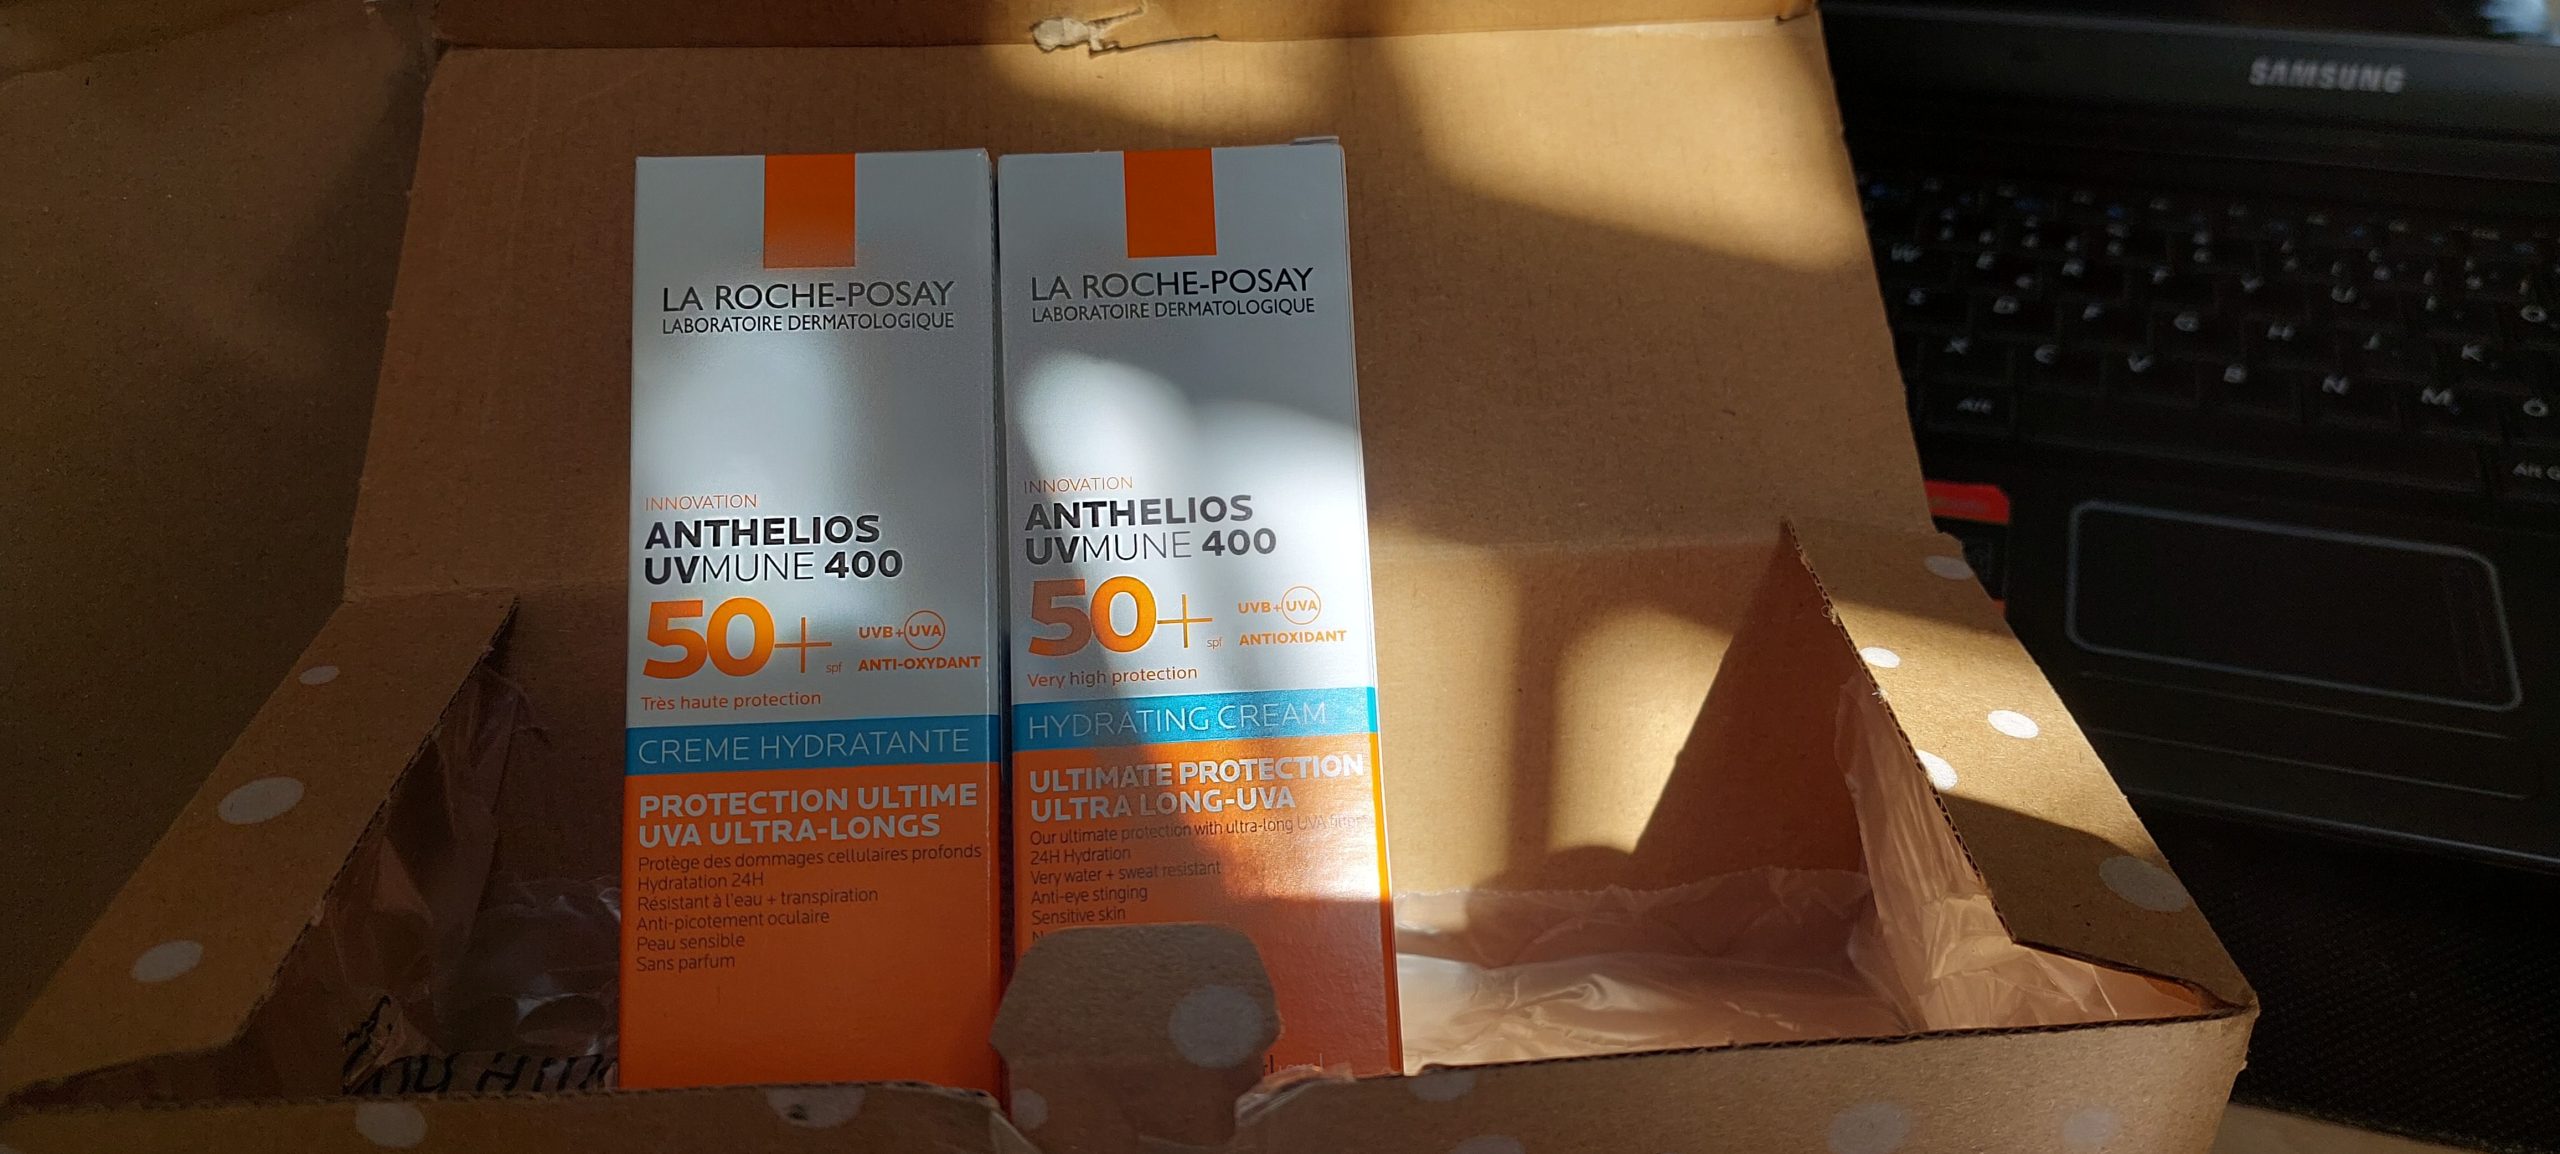 SAMSUNG
LA ROCHE-POSAY
LABORATOIRE DERMATOLOGIQUE
INNOVATION
ANTHELIOS
UVMUNE 400
50+ spf
UVB+UVA
ANTI-OXYDANT
Très haute protection
CREME HYDRATANTE
PROTECTION ULTIME
UVA ULTRA-LONGS
Protège des dommages cellulaires profonds
Hydratation 24H
Résistant à l'eau + transpiration
Anti-picotement oculaire
Peau sensible
Sans parfum
LA ROCHE-POSAY
LABORATOIRE DERMATOLOGIQUE
INNOVATION
ANTHELIOS
UVMUNE 400
50+ spf
UVB+UVA
ANTIOXIDANT
Very high protection
HYDRATING CREAM
ULTIMATE PROTECTION
ULTRA LONG-UVA
Our ultimate protection with ultra-long UVA filter
24H Hydration
Very water + sweat resistant
Anti-eye stinging
Sensitive skin